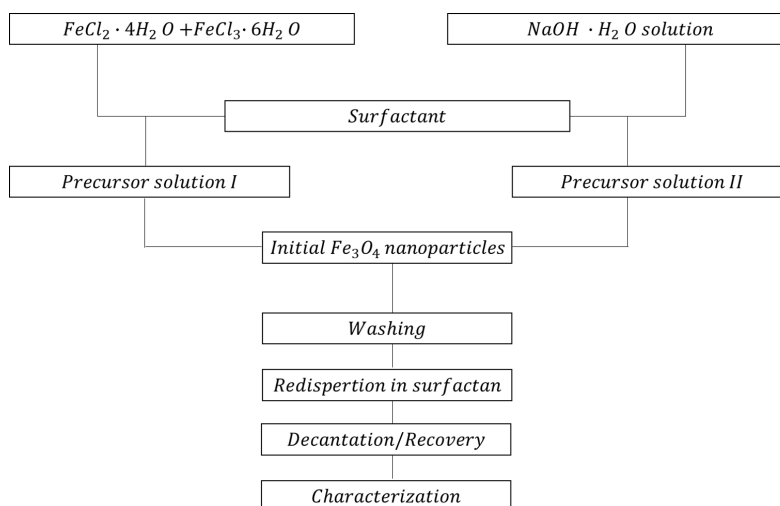 FeCl₂ · 4H₂ O +FeCl₃· 6H₂ O
NaOH · H₂ O solution
Surfactant
Precursor solution I
Precursor solution II
Initial Fe₃O₄ nanoparticles
Washing
Redispertion in surfactan
Decantation/Recovery
Characterization